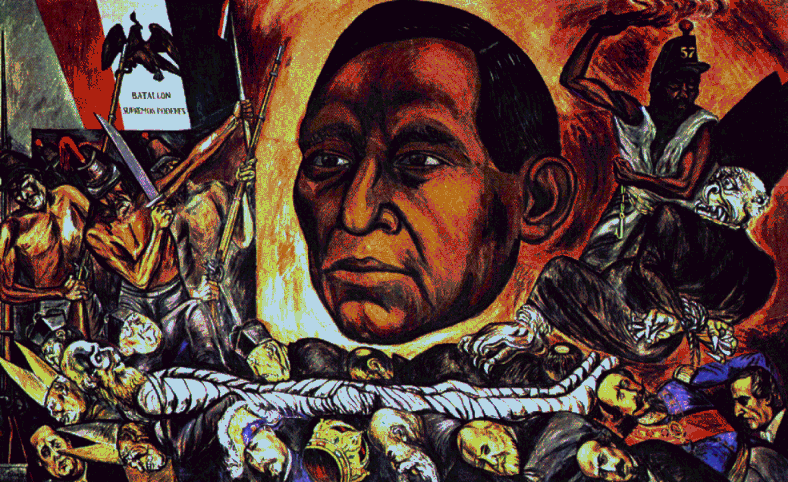 BATALLON
SUPREMOS PODERES
57